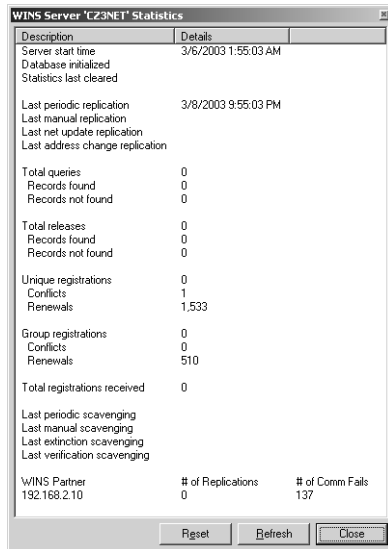 WINS Server 'CZ3NET' Statistics
Description Details
Server start time 3/6/2003 1:55:03 AM
Database initialized
Statistics last cleared
Last periodic replication 3/8/2003 9:55:03 PM
Last manual replication
Last net update replication
Last address change replication
Total queries 0
Records found 0
Records not found 0
Total releases 0
Records found 0
Records not found 0
Unique registrations 0
Conflicts 1
Renewals 1,533
Group registrations 0
Conflicts 0
Renewals 510
Total registrations received 0
Last periodic scavenging
Last manual scavenging
Last extinction scavenging
Last verification scavenging
WINS Partner # of Replications # of Comm Fails
192.168.2.10 0 137
Reset Refresh Close